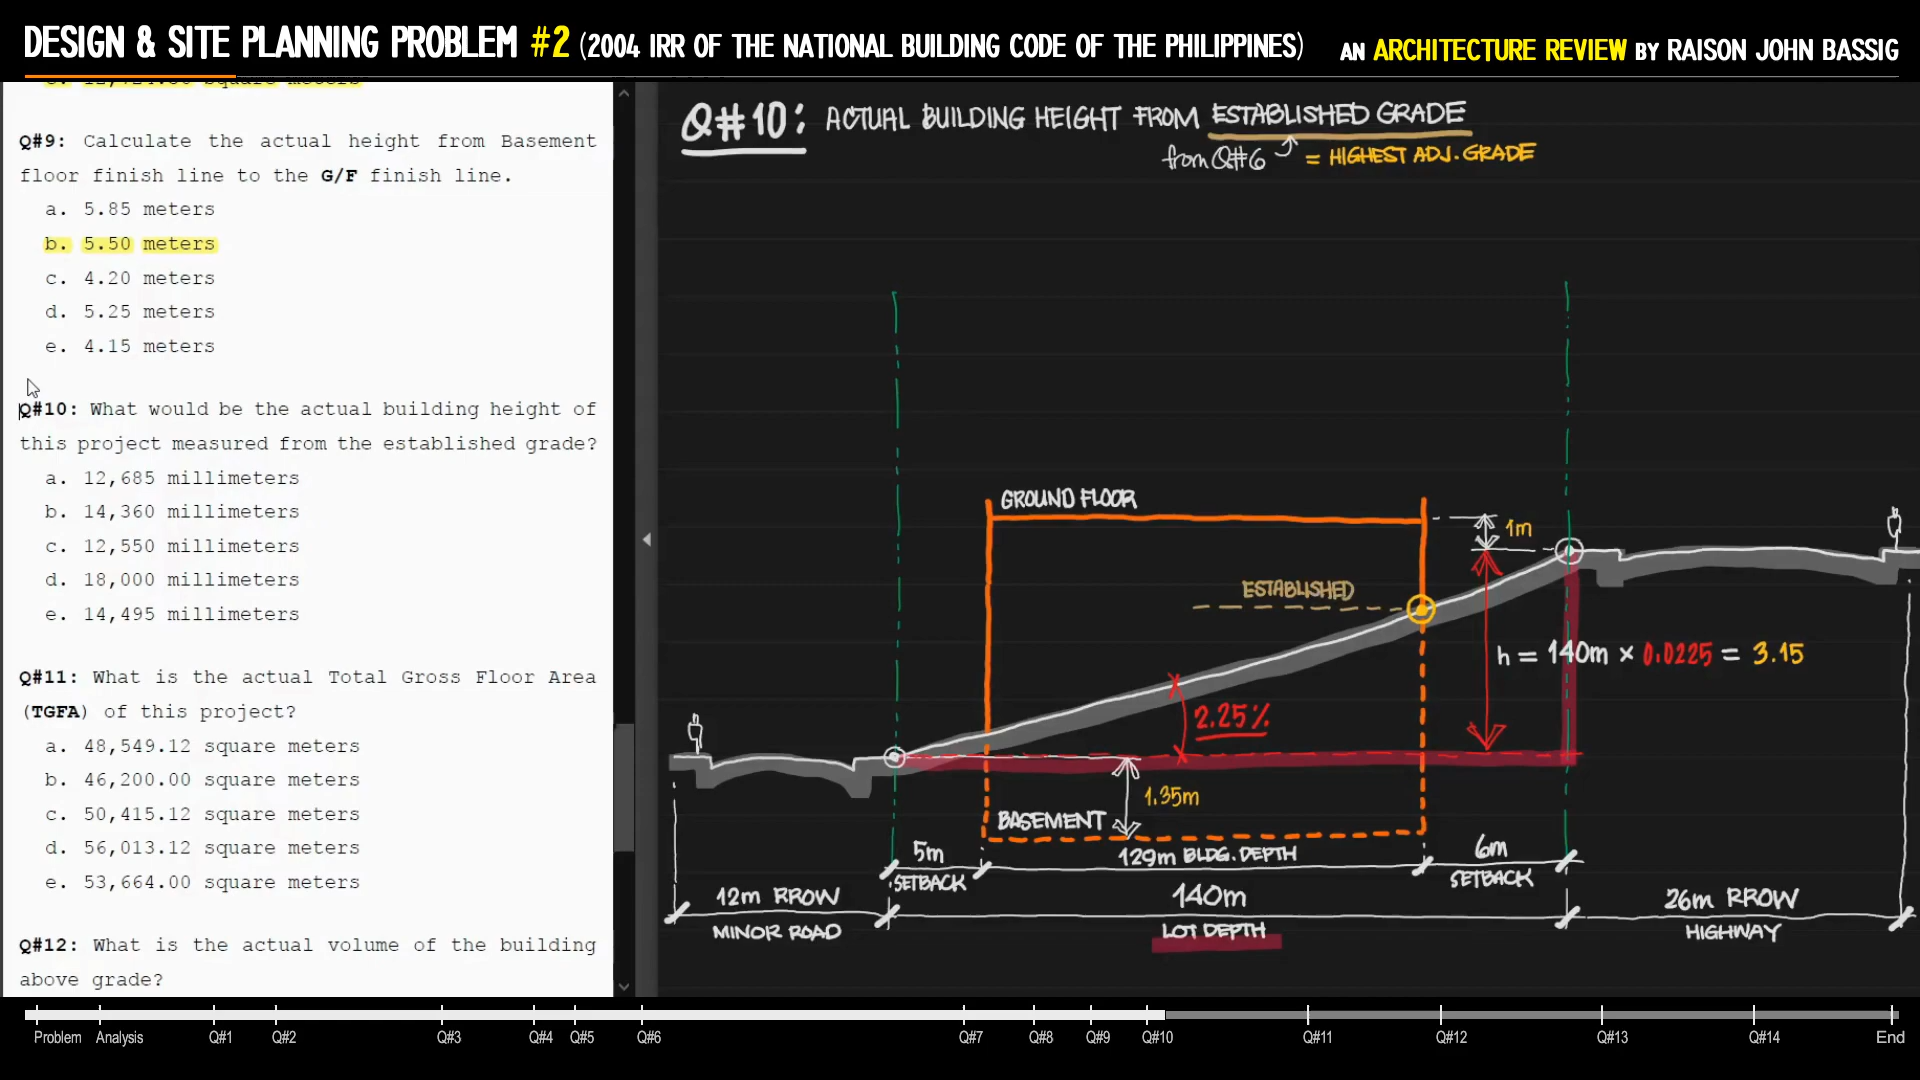 DESIGN & SITE PLANNING PROBLEM #2 (2004 IRR OF THE NATIONAL BUILDING CODE OF THE PHILIPPINES)
AN ARCHITECTURE REVIEW BY RAISON JOHN BASSIG
Q#9: Calculate the actual height from Basement
floor finish line to the G/F finish line.
a. 5.85 meters
b. 5.50 meters
c. 4.20 meters
d. 5.25 meters
e. 4.15 meters
Q#10: What would be the actual building height of
this project measured from the established grade?
a. 12,685 millimeters
b. 14,360 millimeters
c. 12,550 millimeters
d. 18,000 millimeters
e. 14,495 millimeters
Q#11: What is the actual Total Gross Floor Area
(TGFA) of this project?
a. 48,549.12 square meters
b. 46,200.00 square meters
c. 50,415.12 square meters
d. 56,013.12 square meters
e. 53,664.00 square meters
Q#12: What is the actual volume of the building
above grade?
Q#10: ACTUAL BUILDING HEIGHT FROM ESTABLISHED GRADE
from Q#6 = HIGHEST ADJ. GRADE
GROUND FLOOR
1m
ESTABLISHED
h = 140m × 0.0225 = 3.15
2.25%
1.35m
BASEMENT
5m
SETBACK
129m BLDG. DEPTH
6m
SETBACK
12m RROW
MINOR ROAD
140m
LOT DEPTH
26m RROW
HIGHWAY
Problem Analysis Q#1 Q#2 Q#3 Q#4 Q#5 Q#6 Q#7 Q#8 Q#9 Q#10 Q#11 Q#12 Q#13 Q#14 End